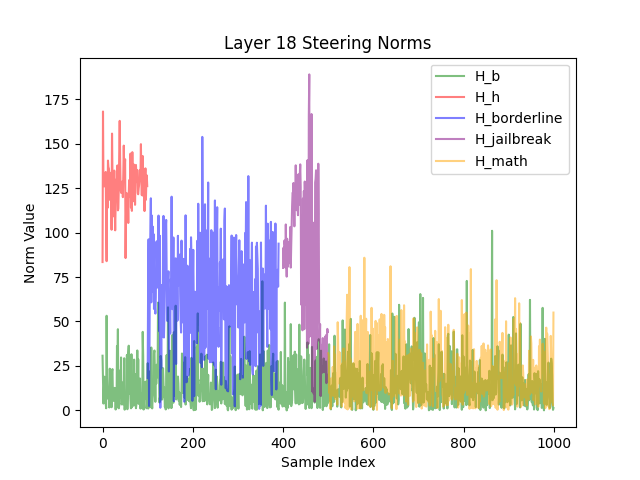 Layer 18 Steering Norms
Norm Value
175
150
125
100
75
50
25
0
0
200
400
600
800
1000
Sample Index
H_b
H_h
H_borderline
H_jailbreak
H_math